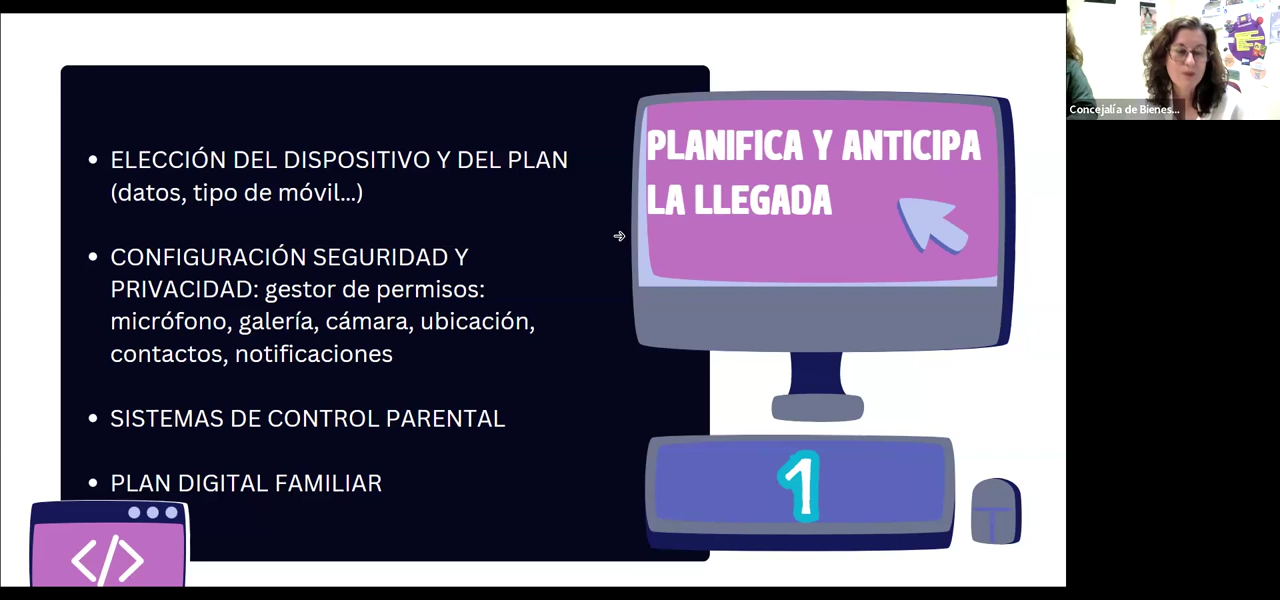 PLANIFICA Y ANTICIPA
LA LLEGADA
• ELECCIÓN DEL DISPOSITIVO Y DEL PLAN
(datos, tipo de móvil...)
• CONFIGURACIÓN SEGURIDAD Y
PRIVACIDAD: gestor de permisos:
micrófono, galería, cámara, ubicación,
contactos, notificaciones
• SISTEMAS DE CONTROL PARENTAL
• PLAN DIGITAL FAMILIAR
</>
1
Concejalía de Bienes...